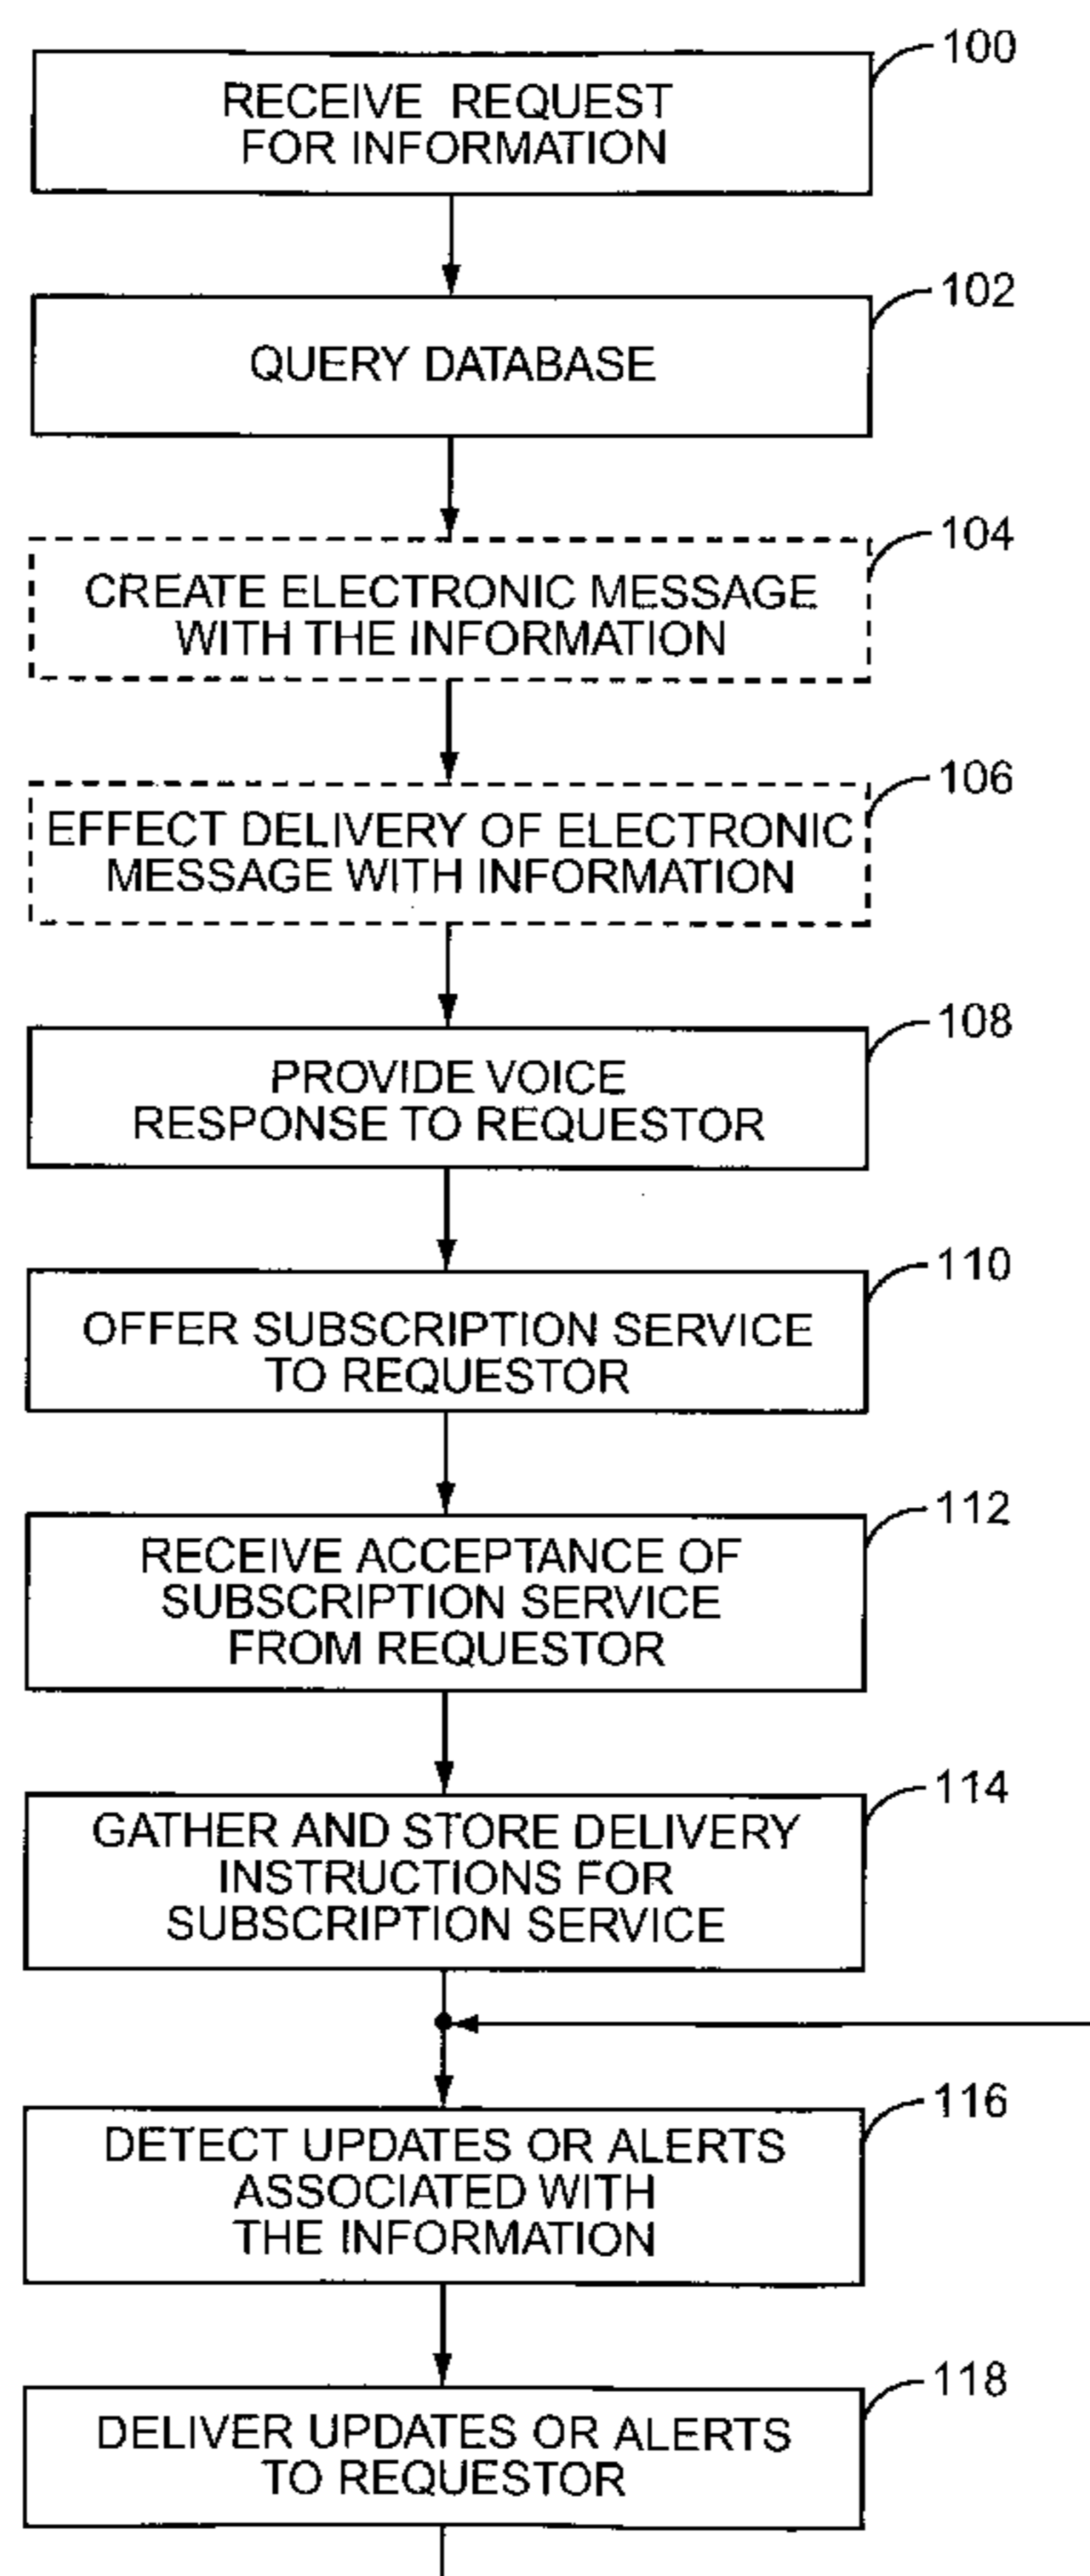 100
RECEIVE REQUEST
FOR INFORMATION
102
QUERY DATABASE
104
CREATE ELECTRONIC MESSAGE
WITH THE INFORMATION
106
EFFECT DELIVERY OF ELECTRONIC
MESSAGE WITH INFORMATION
108
PROVIDE VOICE
RESPONSE TO REQUESTOR
110
OFFER SUBSCRIPTION SERVICE
TO REQUESTOR
112
RECEIVE ACCEPTANCE OF
SUBSCRIPTION SERVICE
FROM REQUESTOR
114
GATHER AND STORE DELIVERY
INSTRUCTIONS FOR
SUBSCRIPTION SERVICE
116
DETECT UPDATES OR ALERTS
ASSOCIATED WITH
THE INFORMATION
118
DELIVER UPDATES OR ALERTS
TO REQUESTOR